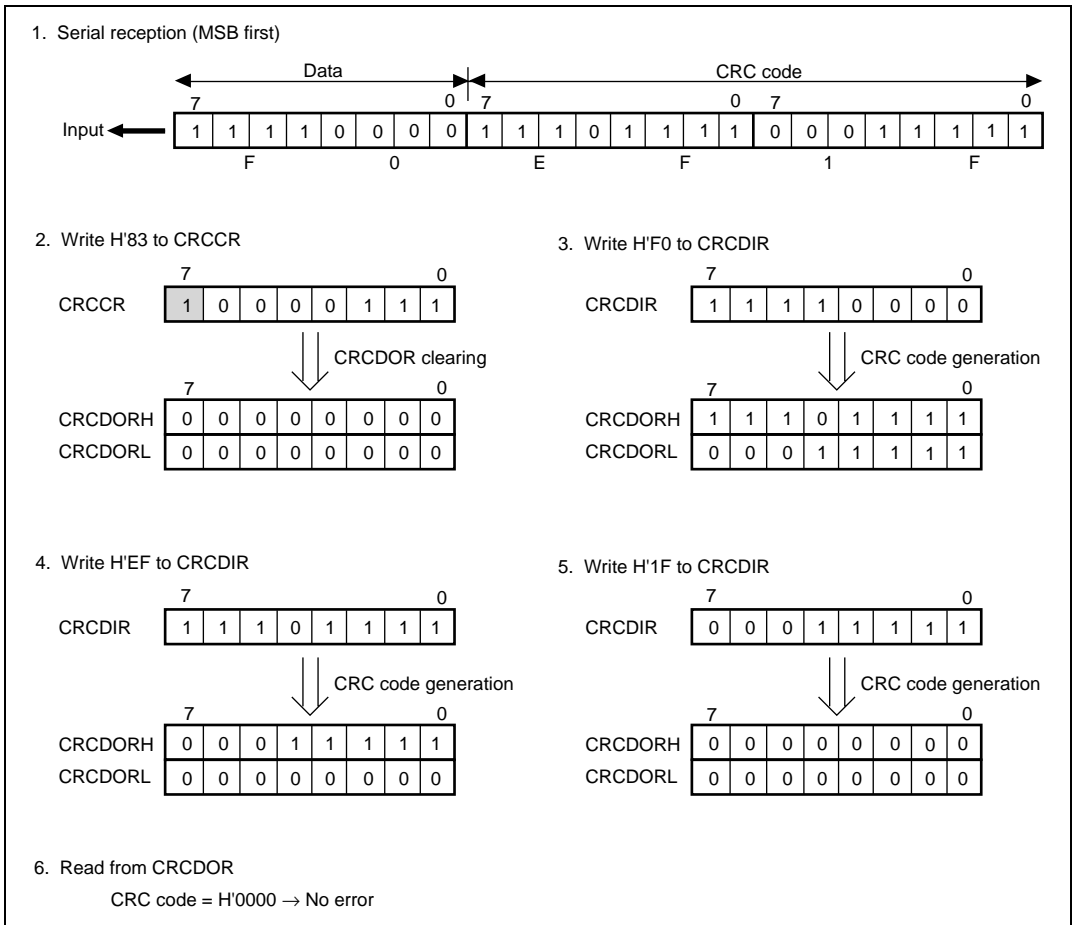 1. Serial reception (MSB first)
Data CRC code
7 0 7 0 7 0
Input 1 1 1 1 0 0 0 0 1 1 1 0 1 1 1 1 0 0 0 1 1 1 1 1
F 0 E F 1 F
2. Write H'83 to CRCCR
7 0
CRCCR 1 0 0 0 0 1 1 1
CRCDOR clearing
7 0
CRCDORH 0 0 0 0 0 0 0 0
CRCDORL 0 0 0 0 0 0 0 0
3. Write H'F0 to CRCDIR
7 0
CRCDIR 1 1 1 1 0 0 0 0
CRC code generation
7 0
CRCDORH 1 1 1 0 1 1 1 1
CRCDORL 0 0 0 1 1 1 1 1
4. Write H'EF to CRCDIR
7 0
CRCDIR 1 1 1 0 1 1 1 1
CRC code generation
7 0
CRCDORH 0 0 0 1 1 1 1 1
CRCDORL 0 0 0 0 0 0 0 0
5. Write H'1F to CRCDIR
7 0
CRCDIR 0 0 0 1 1 1 1 1
CRC code generation
7 0
CRCDORH 0 0 0 0 0 0 0 0
CRCDORL 0 0 0 0 0 0 0 0
6. Read from CRCDOR
CRC code = H'0000 → No error